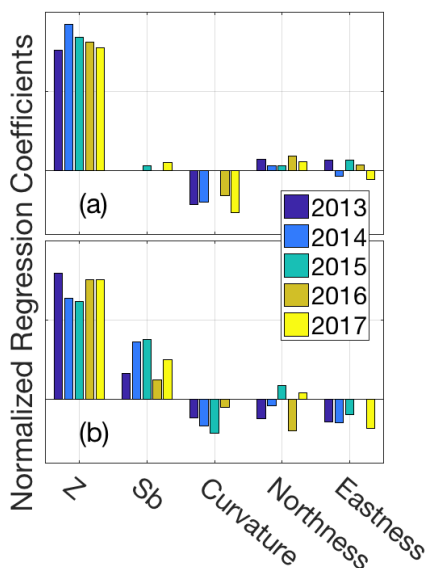 Normalized Regression Coefficients
(a)
2013
2014
2015
2016
2017
(b)
Z
Sb
Curvature
Northness
Eastness